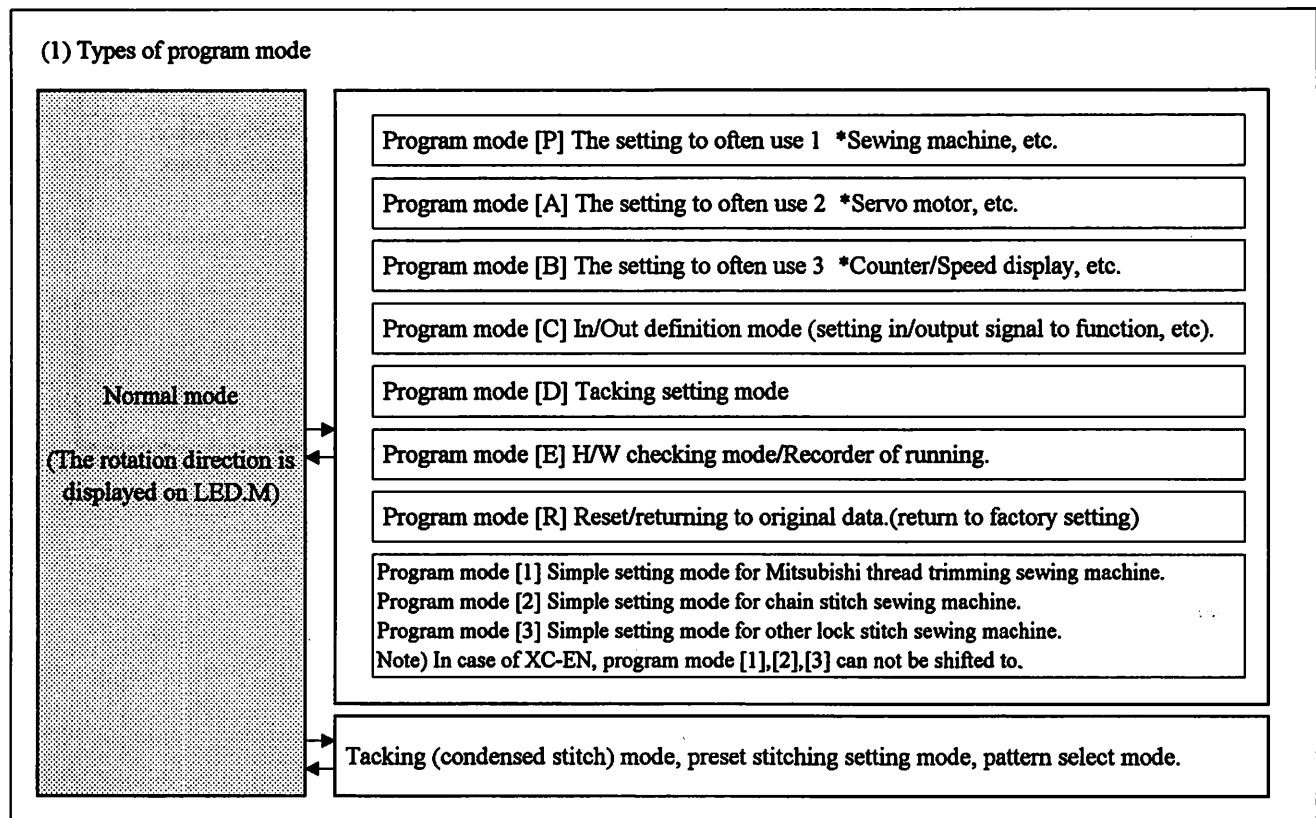 (1) Types of program mode
Normal mode
(The rotation direction is
displayed on LED.M)
Program mode [P] The setting to often use 1 *Sewing machine, etc.
Program mode [A] The setting to often use 2 *Servo motor, etc.
Program mode [B] The setting to often use 3 *Counter/Speed display, etc.
Program mode [C] In/Out definition mode (setting in/output signal to function, etc).
Program mode [D] Tacking setting mode
Program mode [E] H/W checking mode/Recorder of running.
Program mode [R] Reset/returning to original data.(return to factory setting)
Program mode [1] Simple setting mode for Mitsubishi thread trimming sewing machine.
Program mode [2] Simple setting mode for chain stitch sewing machine.
Program mode [3] Simple setting mode for other lock stitch sewing machine.
Note) In case of XC-EN, program mode [1],[2],[3] can not be shifted to.
Tacking (condensed stitch) mode, preset stitching setting mode, pattern select mode.